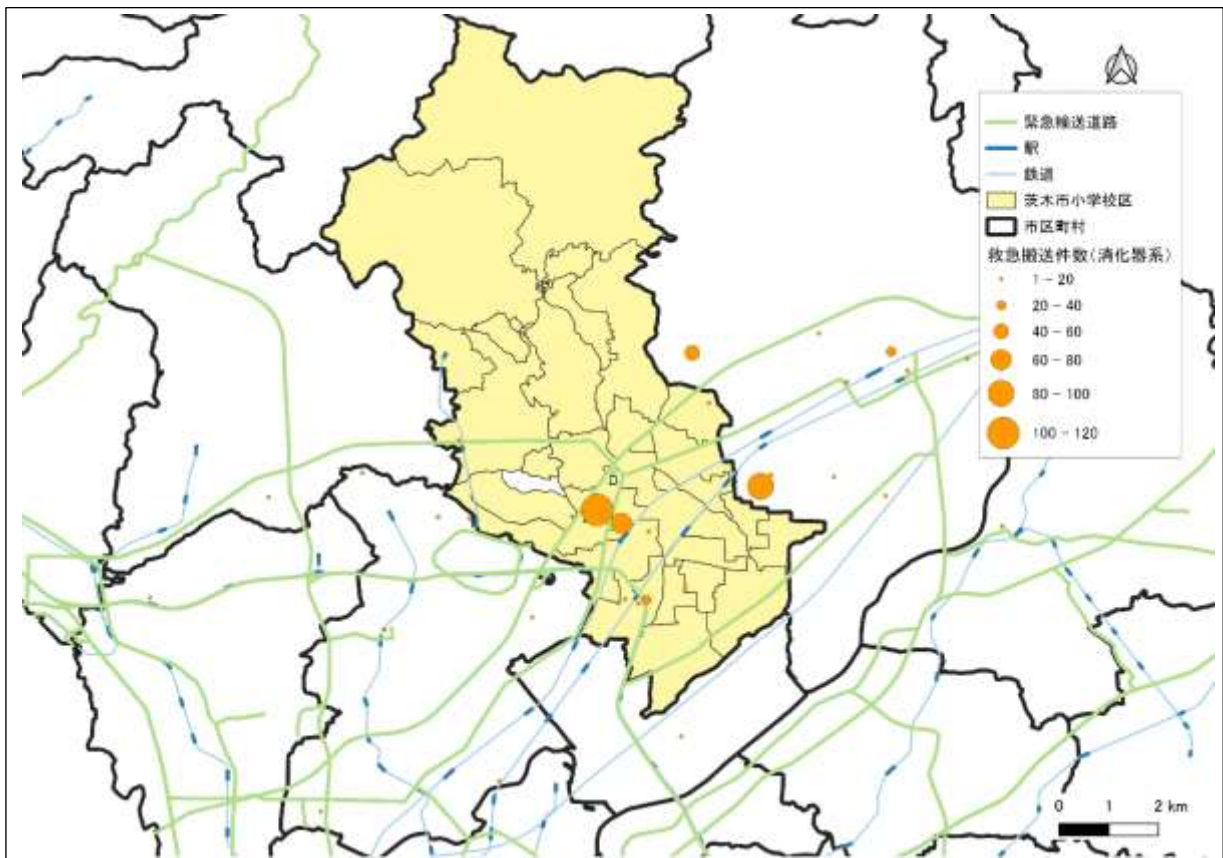 緊急輸送道路
駅
鉄道
茨木市小学校区
市区町村
救急搬送件数(消化器系)
1 - 20
20 - 40
40 - 60
60 - 80
80 - 100
100 - 120
0 1 2 km